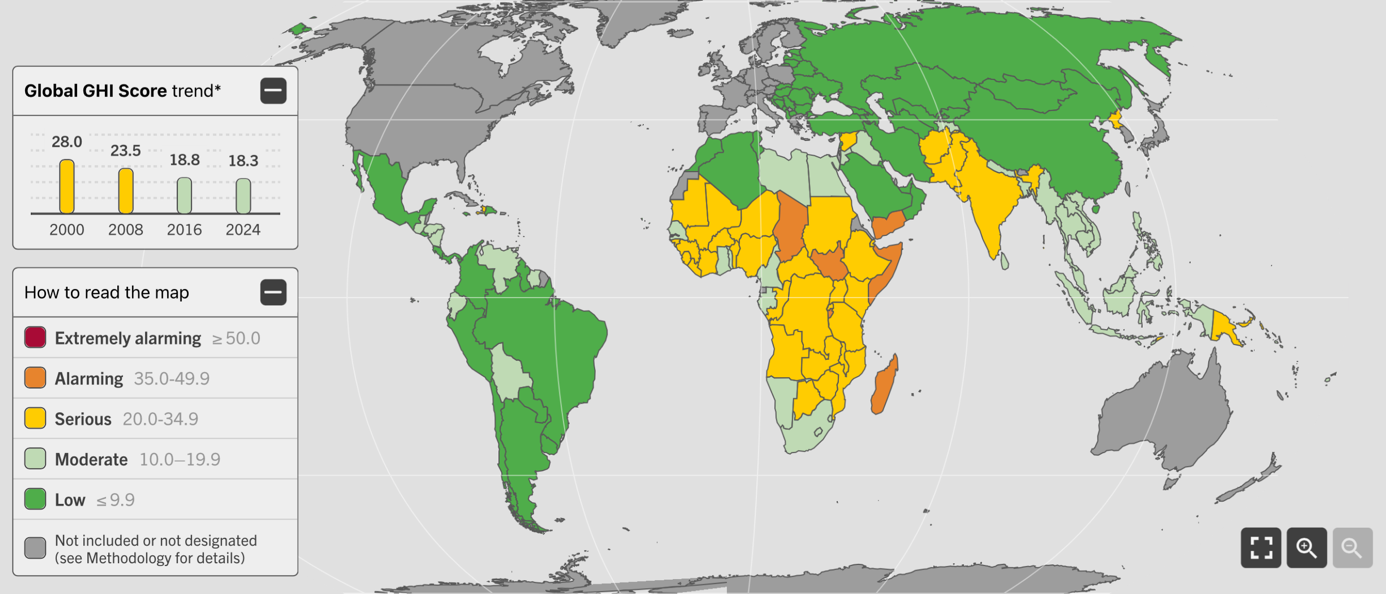 Global GHI Score trend*
28.0
23.5
18.8
18.3
2000
2008
2016
2024
How to read the map
Extremely alarming ≥ 50.0
Alarming 35.0-49.9
Serious 20.0-34.9
Moderate 10.0–19.9
Low ≤ 9.9
Not included or not designated
(see Methodology for details)